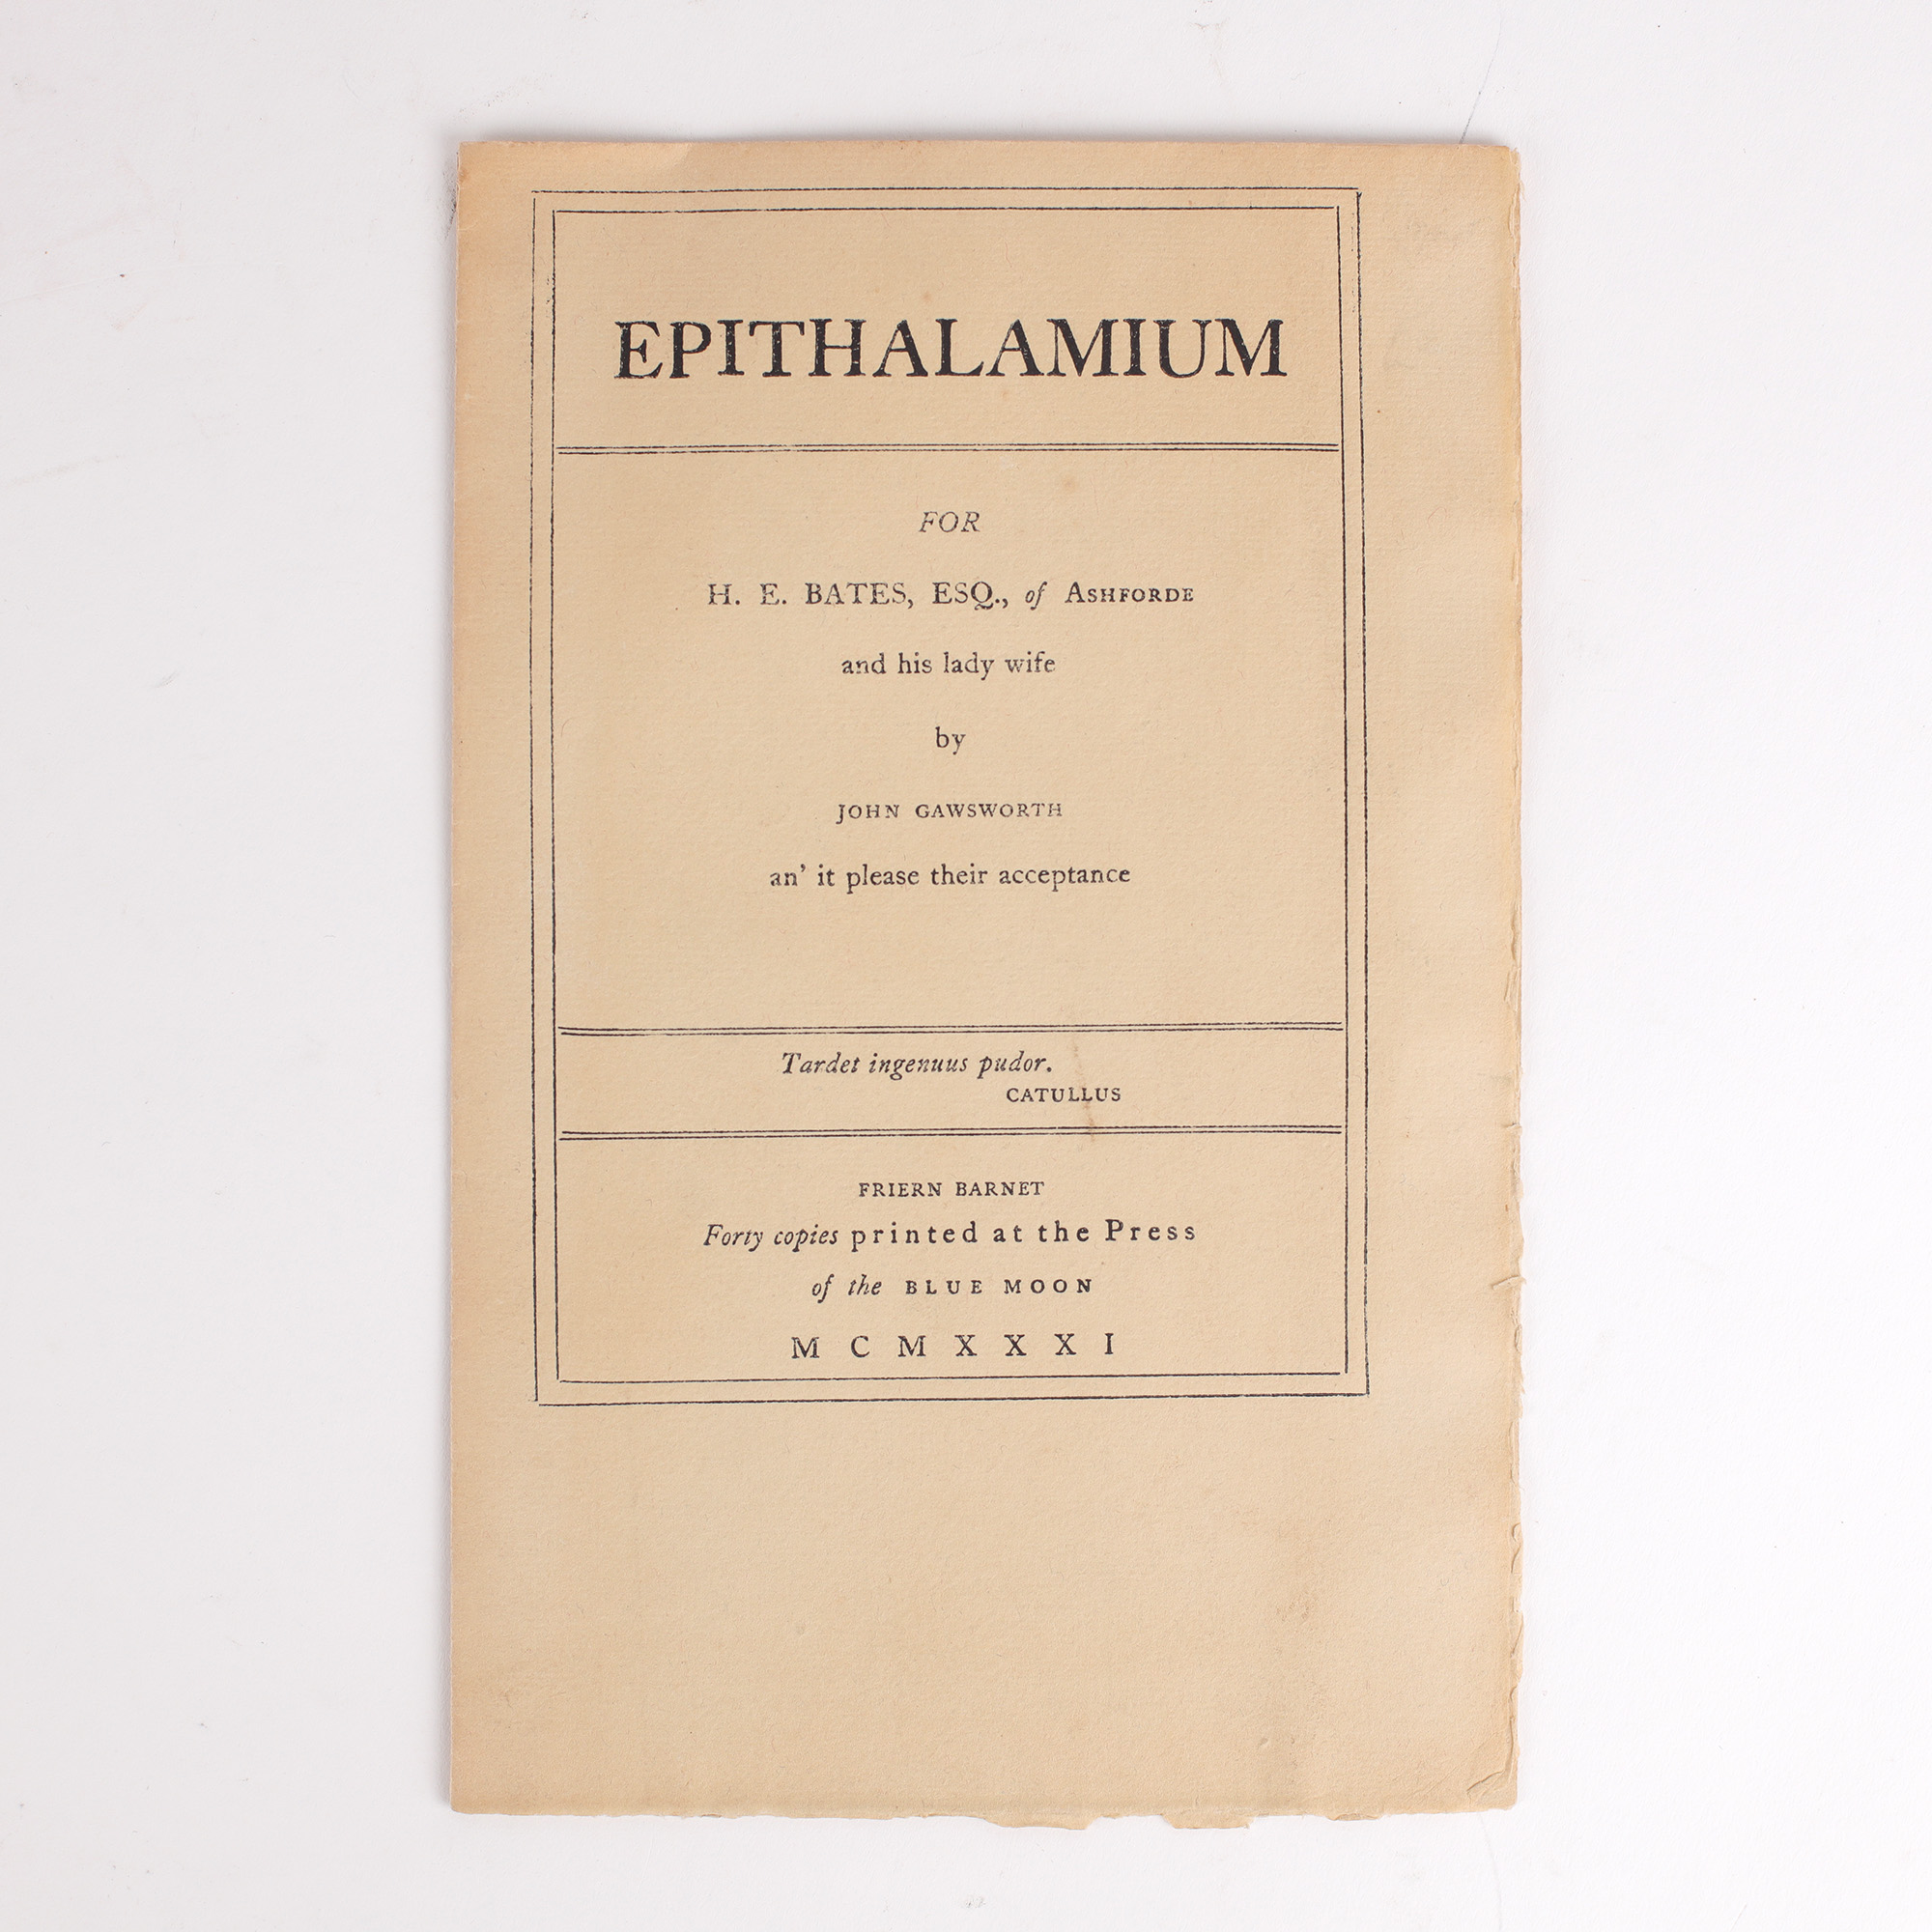 EPITHALAMIUM
FOR
H. E. BATES, ESQ., of ASHFORDE
and his lady wife
by
JOHN GAWSWORTH
an’ it please their acceptance
Tardet ingenuus pudor.
CATULLUS
FRIERN BARNET
Forty copies printed at the Press
of the BLUE MOON
MCMXXXI